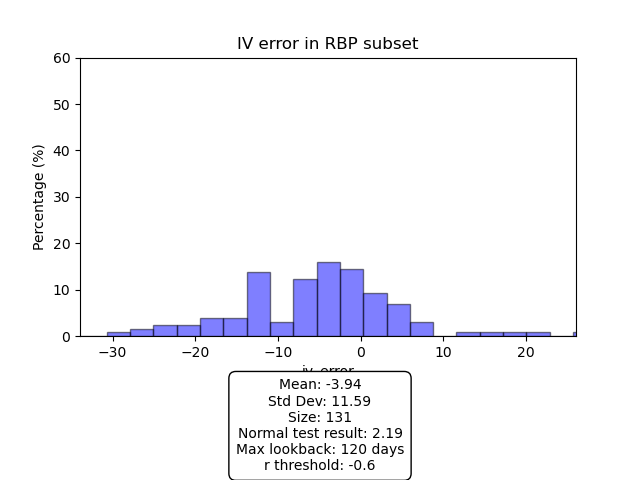 IV error in RBP subset
Percentage (%)
60
50
40
30
20
10
0
−30
−20
−10
0
10
20
iv_error
Mean: -3.94
Std Dev: 11.59
Size: 131
Normal test result: 2.19
Max lookback: 120 days
r threshold: -0.6